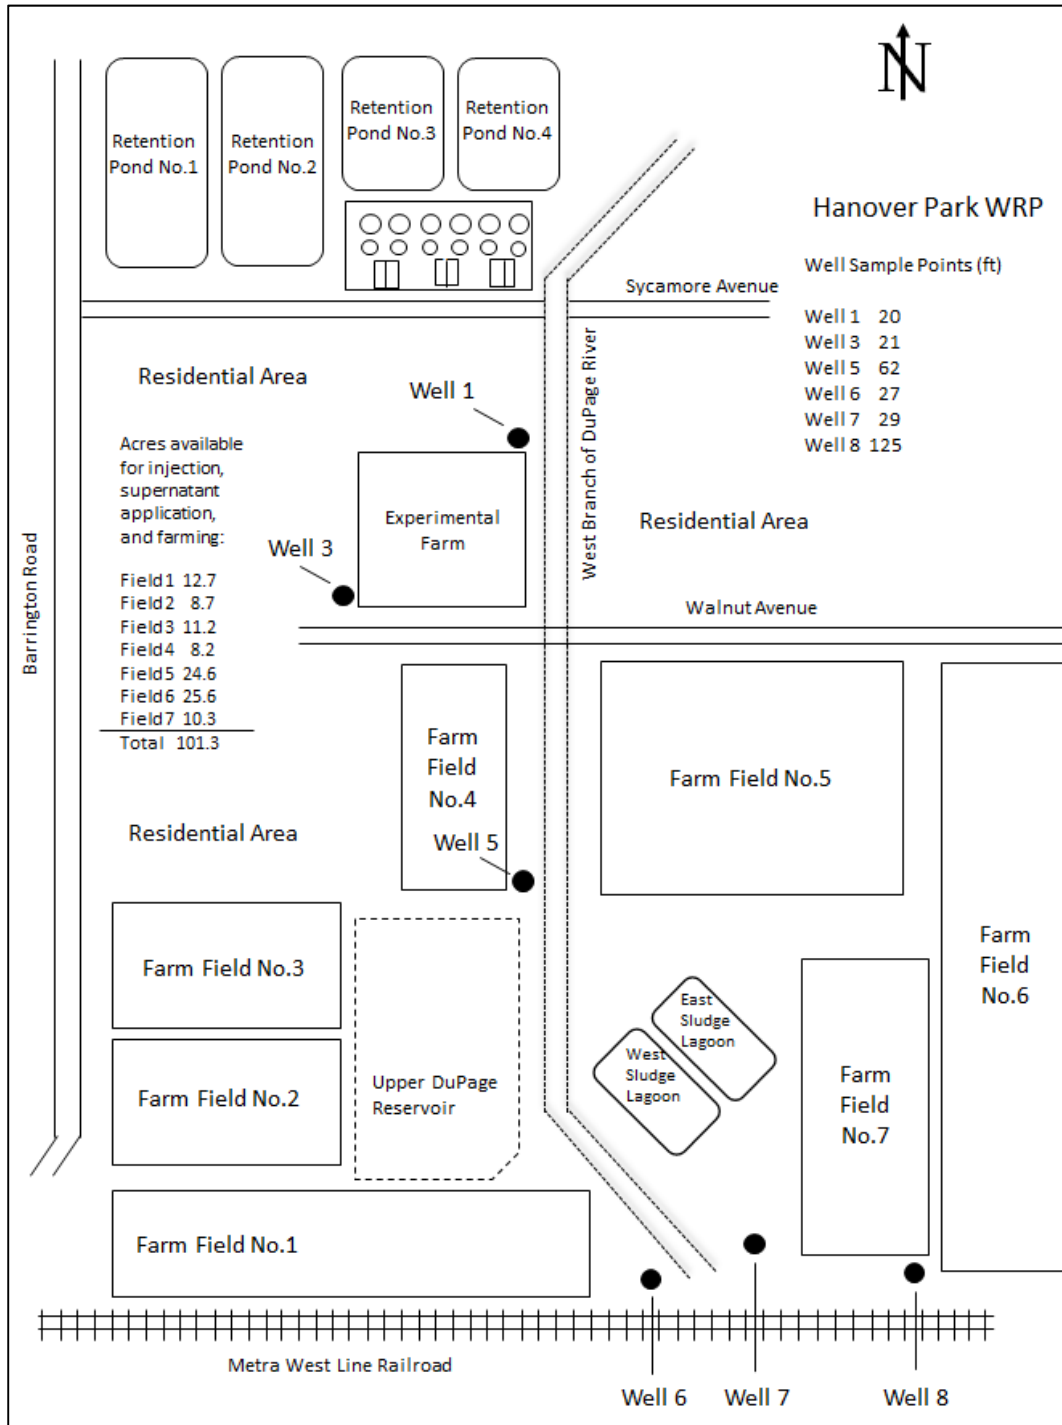 N
Retention
Pond No.1
Retention
Pond No.2
Retention
Pond No.3
Retention
Pond No.4
Hanover Park WRP
Well Sample Points (ft)
Well 1 20
Well 3 21
Well 5 62
Well 6 27
Well 7 29
Well 8 125
Sycamore Avenue
Residential Area
Well 1
West Branch of DuPage River
Acres available
for injection,
supernatant
application,
and farming:
Field 1 12.7
Field 2 8.7
Field 3 11.2
Field 4 8.2
Field 5 24.6
Field 6 25.6
Field 7 10.3
Total 101.3
Experimental
Farm
Residential Area
Well 3
Barrington Road
Walnut Avenue
Farm
Field
No.4
Farm Field No.5
Residential Area
Well 5
Farm Field No.3
Farm
Field
No.6
East
Sludge
Lagoon
West
Sludge
Lagoon
Farm Field No.2
Upper DuPage
Reservoir
Farm
Field
No.7
Farm Field No.1
Metra West Line Railroad
Well 6
Well 7
Well 8